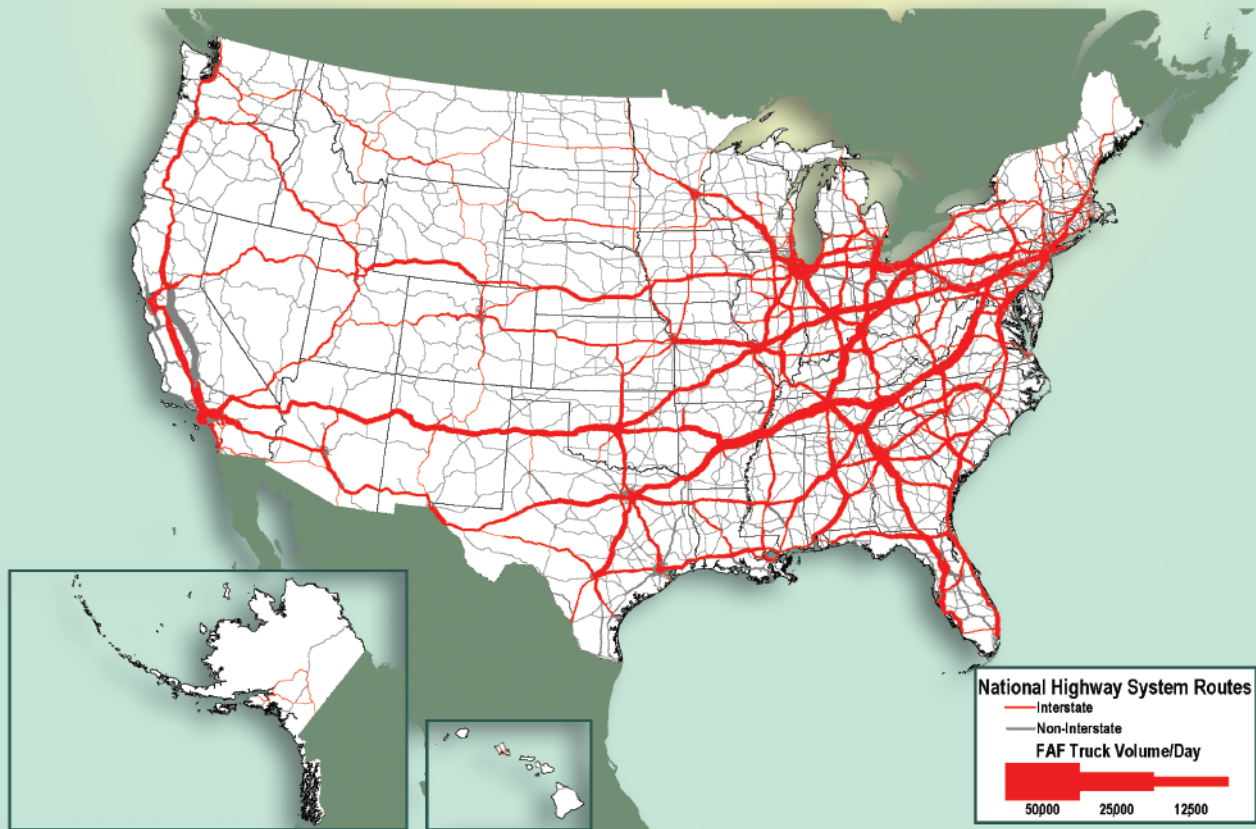 National Highway System Routes
Interstate
Non-Interstate
FAF Truck Volume/Day
50,000 25,000 12,500